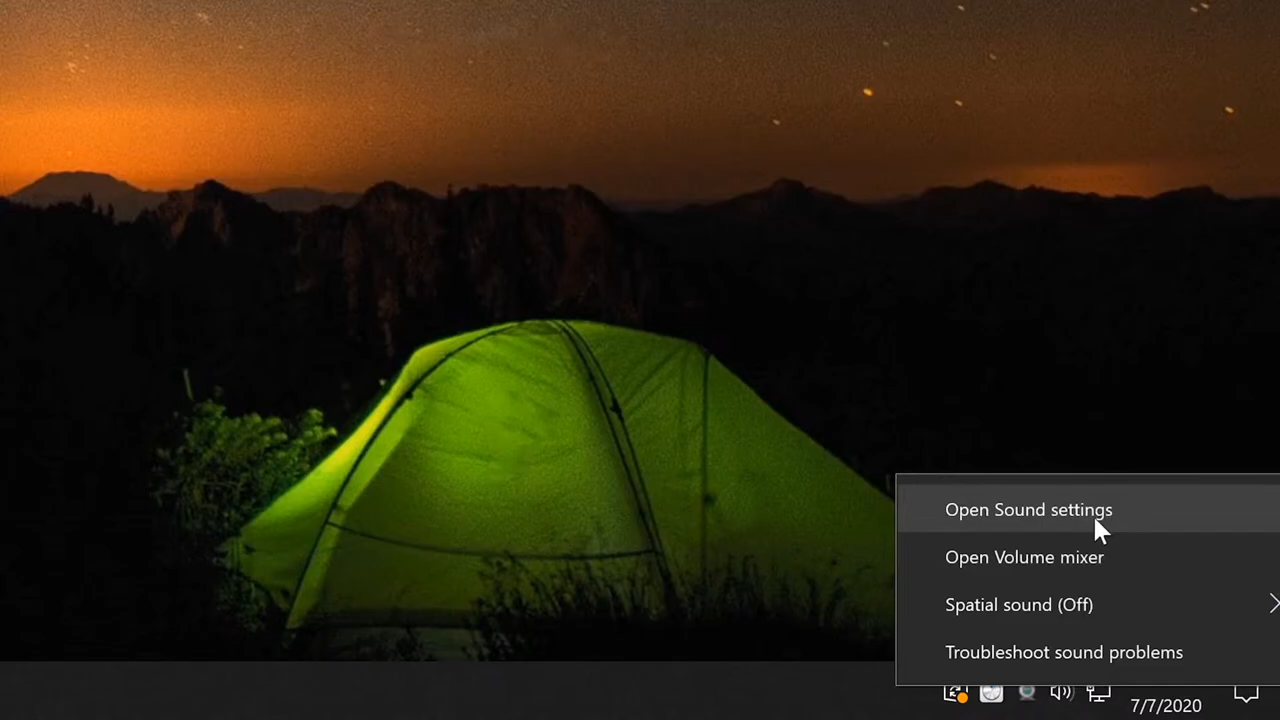 Open Sound settings
Open Volume mixer
Spatial sound (Off)
Troubleshoot sound problems
7/7/2020